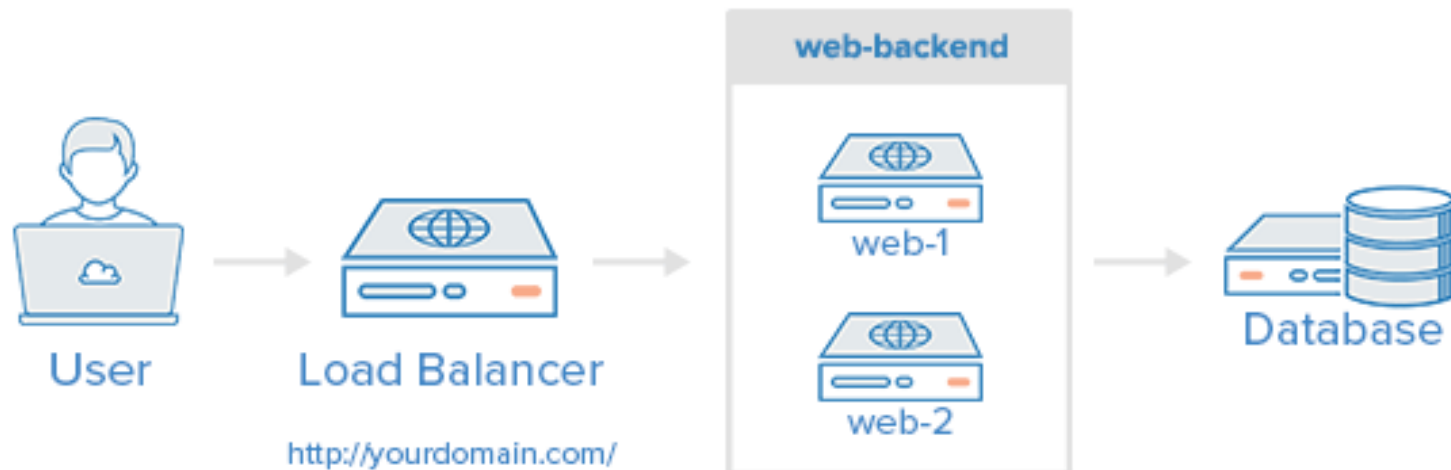 web-backend
web-1
web-2
User
Load Balancer
http://yourdomain.com/
Database